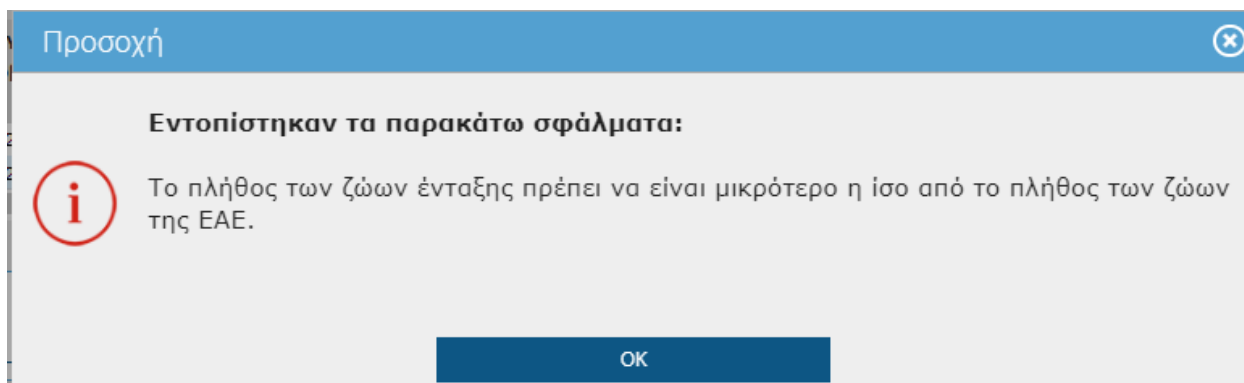 Προσοχή
Εντοπίστηκαν τα παρακάτω σφάλματα:
Το πλήθος των ζώων ένταξης πρέπει να είναι μικρότερο η ίσο από το πλήθος των ζώων
της ΕΑΕ.
OK